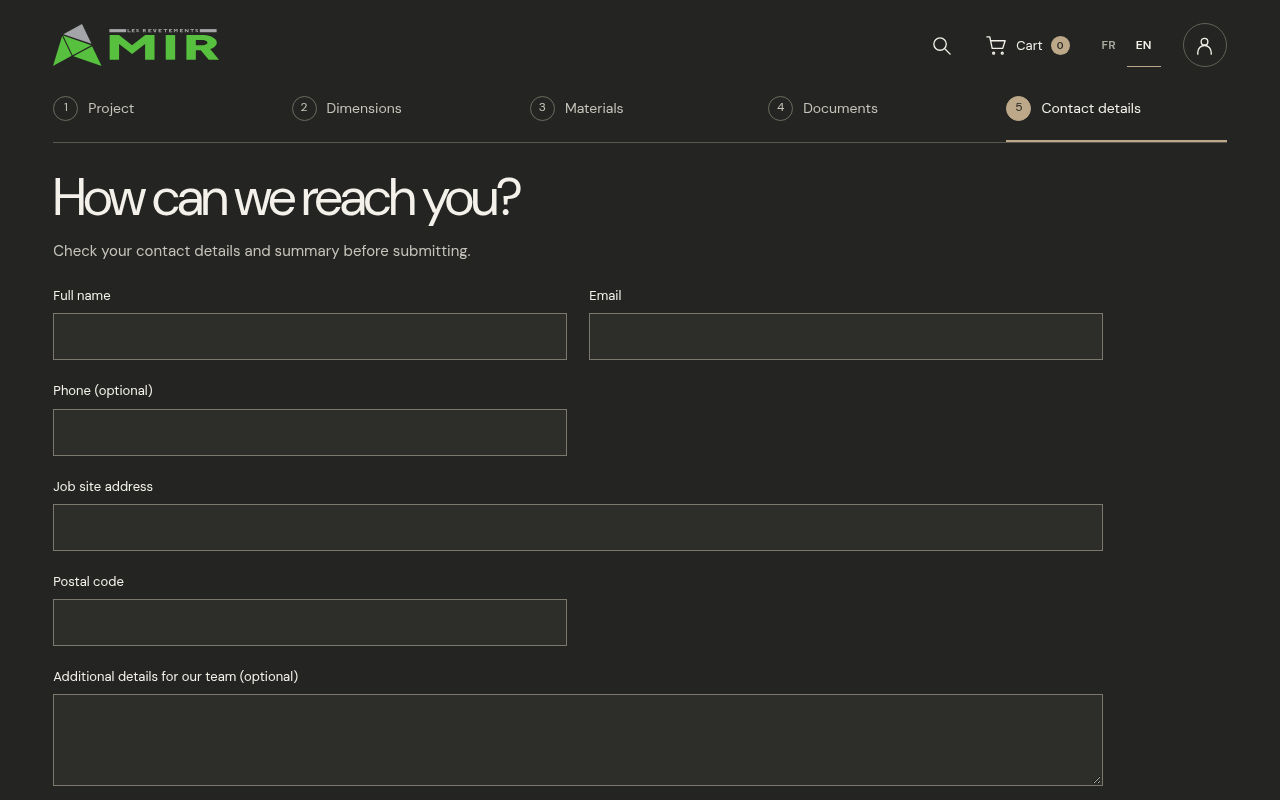 LES REVÊTEMENTS
MIR
Cart 0 FR EN
1 Project 2 Dimensions 3 Materials 4 Documents 5 Contact details
How can we reach you?
Check your contact details and summary before submitting.
Full name Email
Phone (optional)
Job site address
Postal code
Additional details for our team (optional)